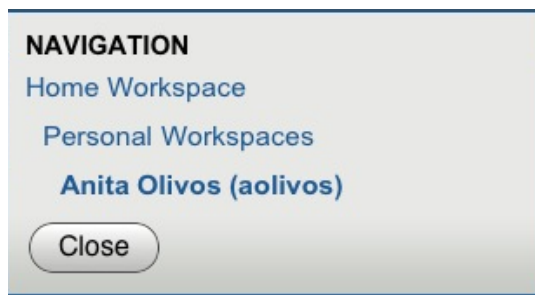 NAVIGATION
Home Workspace
Personal Workspaces
Anita Olivos (aolivos)
Close